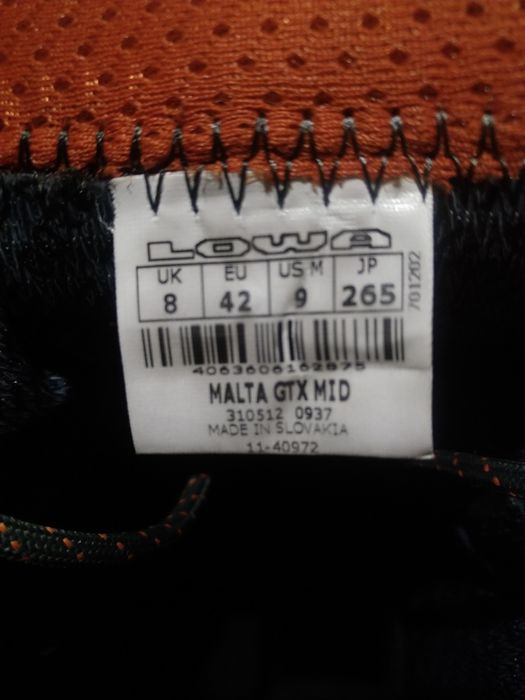 LOWA
UK EU US M JP
8 42 9 265
701202
4063606162875
MALTA GTX MID
310512 0937
MADE IN SLOVAKIA
11-40972